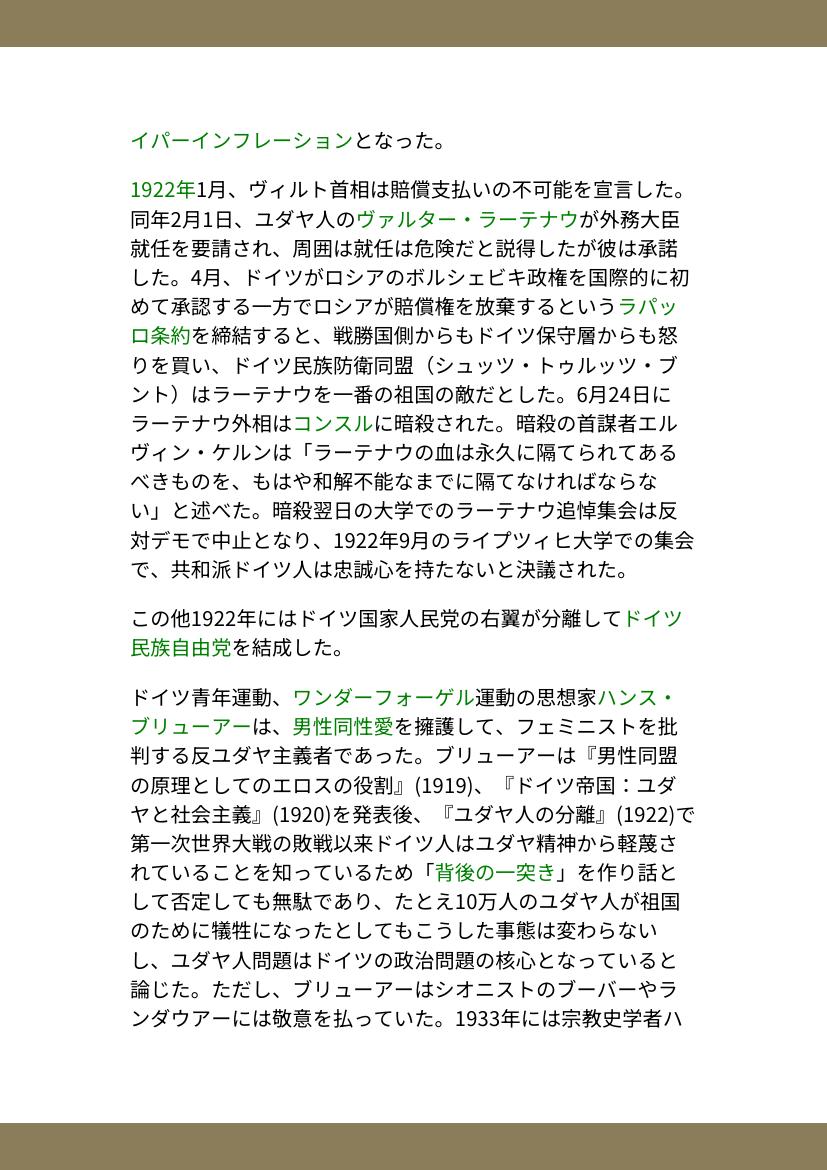 イパーインフレーションとなった。
1922年1月、ヴィルト首相は賠償支払いの不可能を宣言した。
同年2月1日、ユダヤ人のヴァルター・ラーテナウが外務大臣
就任を要請され、周囲は就任は危険だと説得したが彼は承諾
した。4月、ドイツがロシアのボルシェビキ政権を国際的に初
めて承認する一方でロシアが賠償権を放棄するというラパッ
ロ条約を締結すると、戦勝国側からもドイツ保守層からも怒
りを買い、ドイツ民族防衛同盟（シュッツ・トゥルッツ・ブ
ント）はラーテナウを一番の祖国の敵だとした。6月24日に
ラーテナウ外相はコンスルに暗殺された。暗殺の首謀者エル
ヴィン・ケルンは「ラーテナウの血は永久に隔てられてある
べきものを、もはや和解不能なまでに隔てなければならな
い」と述べた。暗殺翌日の大学でのラーテナウ追悼集会は反
対デモで中止となり、1922年9月のライプツィヒ大学での集会
で、共和派ドイツ人は忠誠心を持たないと決議された。
この他1922年にはドイツ国家人民党の右翼が分離してドイツ
民族自由党を結成した。
ドイツ青年運動、ワンダーフォーゲル運動の思想家ハンス・
ブリューアーは、男性同性愛を擁護して、フェミニストを批
判する反ユダヤ主義者であった。ブリューアーは『男性同盟
の原理としてのエロスの役割』(1919)、『ドイツ帝国：ユダ
ヤと社会主義』(1920)を発表後、『ユダヤ人の分離』(1922)で
第一次世界大戦の敗戦以来ドイツ人はユダヤ精神から軽蔑さ
れていることを知っているため「背後の一突き」を作り話と
して否定しても無駄であり、たとえ10万人のユダヤ人が祖国
のために犠牲になったとしてもこうした事態は変わらない
し、ユダヤ人問題はドイツの政治問題の核心となっていると
論じた。ただし、ブリューアーはシオニストのブーバーやラ
ンダウアーには敬意を払っていた。1933年には宗教史学者ハ